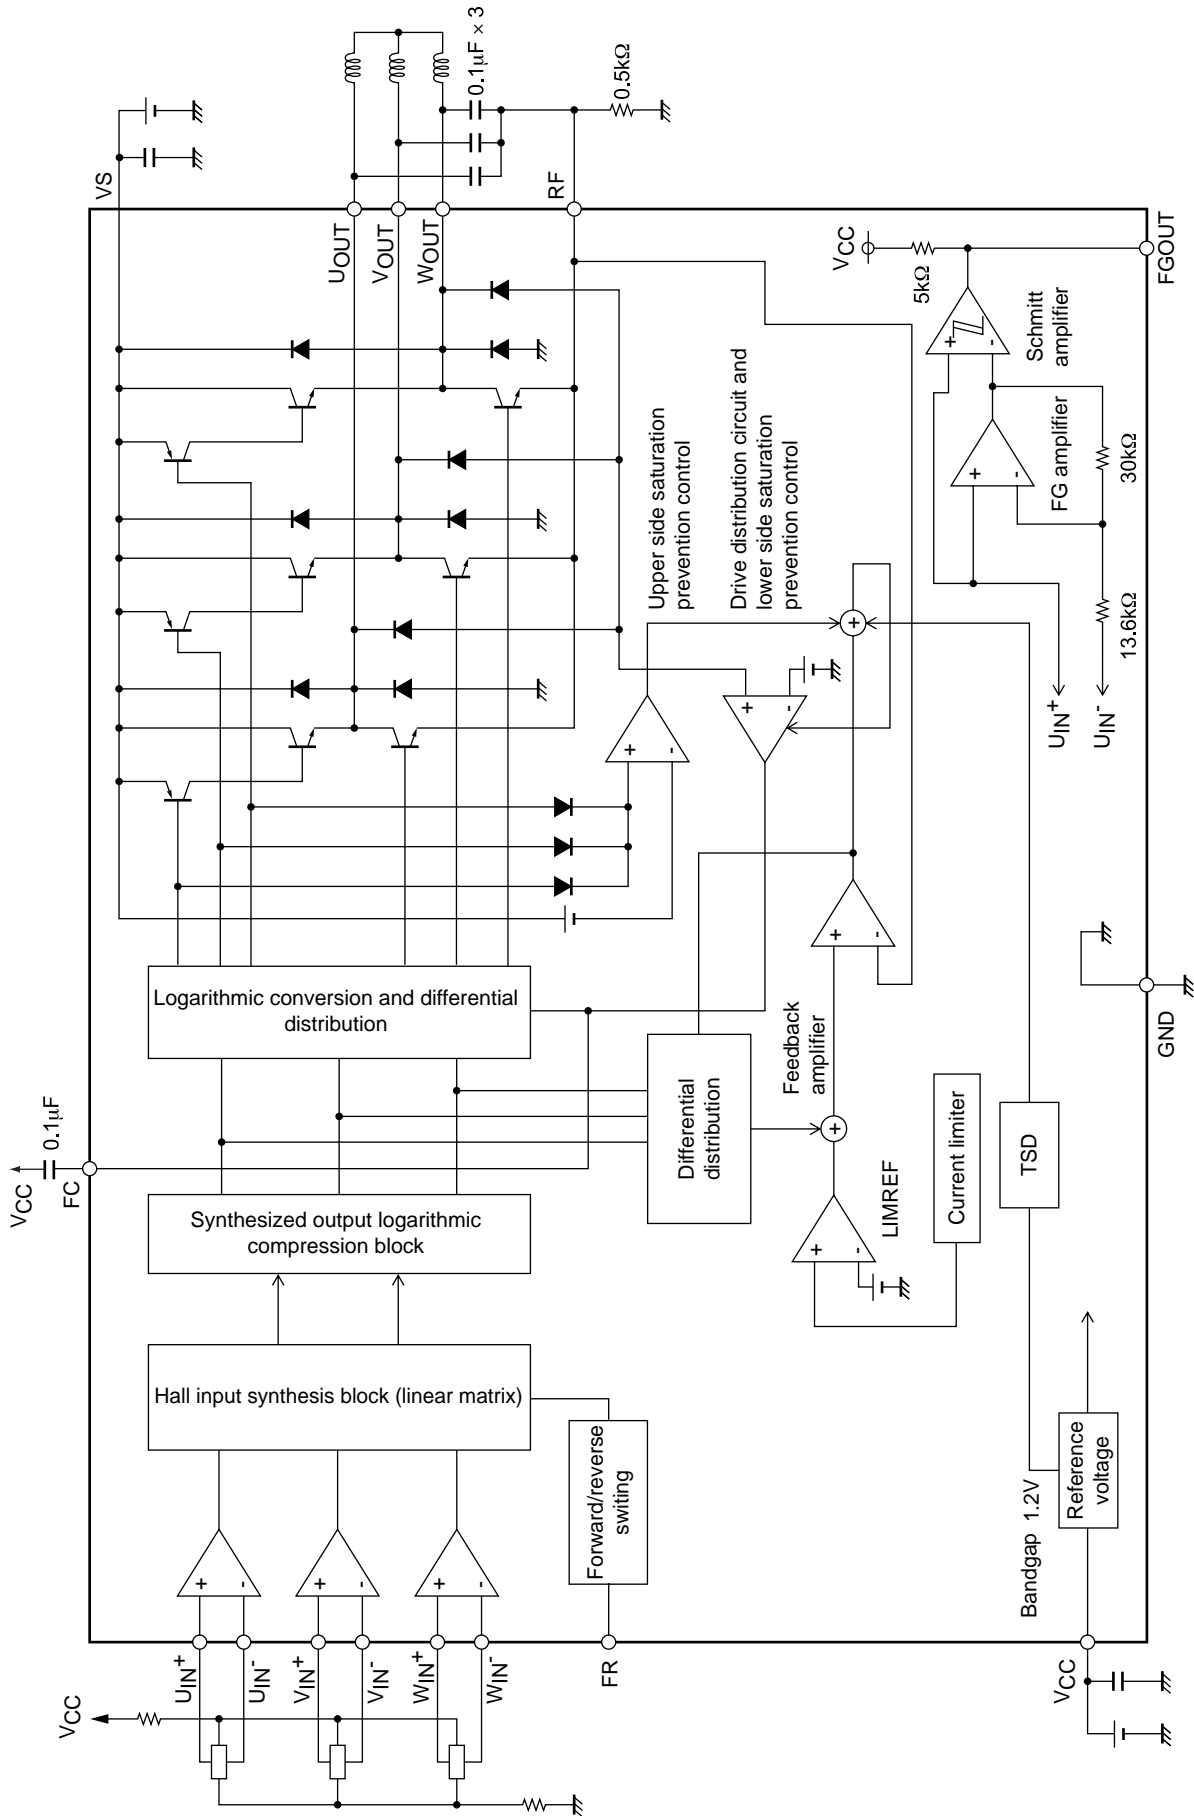 VS
0.1μF × 3
0.5kΩ
RF
UOUT
VOUT
WOUT
VCC
5kΩ
FGOUT
Schmitt
amplifier
+
-
FG amplifier
+
-
30kΩ
13.6kΩ
UIN+
UIN-
Upper side saturation
prevention control
Drive distribution circuit and
lower side saturation
prevention control
+
+
-
+
-
Logarithmic conversion and differential
distribution
Feedback
amplifier
+
-
GND
VCC
0.1μF
FC
Differential
distribution
+
Synthesized output logarithmic
compression block
LIMREF
+
-
Current limiter
TSD
Hall input synthesis block (linear matrix)
Forward/reverse
switing
Bandgap 1.2V
Reference
voltage
+
-
+
-
+
-
UIN+
UIN-
VIN+
VIN-
WIN+
WIN-
FR
VCC
VCC